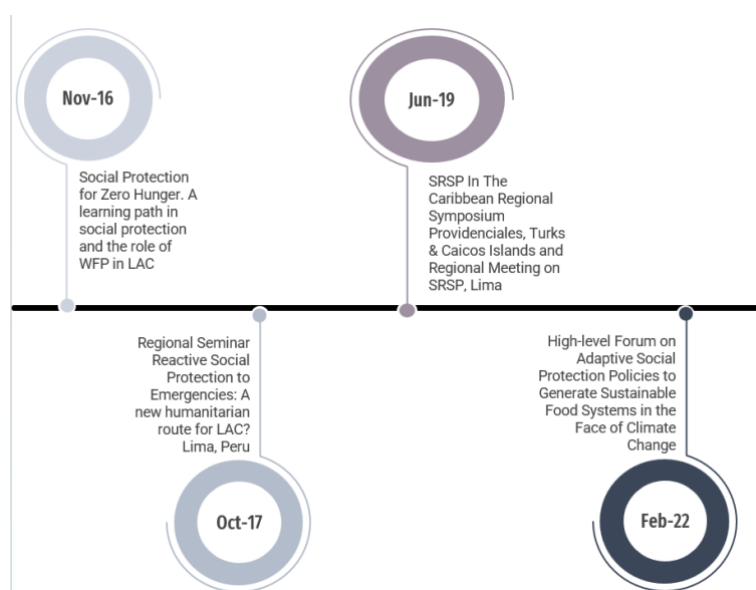 Nov-16
Social Protection
for Zero Hunger. A
learning path in
social protection
and the role of
WFP in LAC
Regional Seminar
Reactive Social
Protection to
Emergencies: A
new humanitarian
route for LAC?
Lima, Peru
Oct-17
Jun-19
SRSP In The
Caribbean Regional
Symposium
Providenciales, Turks
& Caicos Islands and
Regional Meeting on
SRSP, Lima
High-level Forum on
Adaptive Social
Protection Policies to
Generate Sustainable
Food Systems in the
Face of Climate
Change
Feb-22